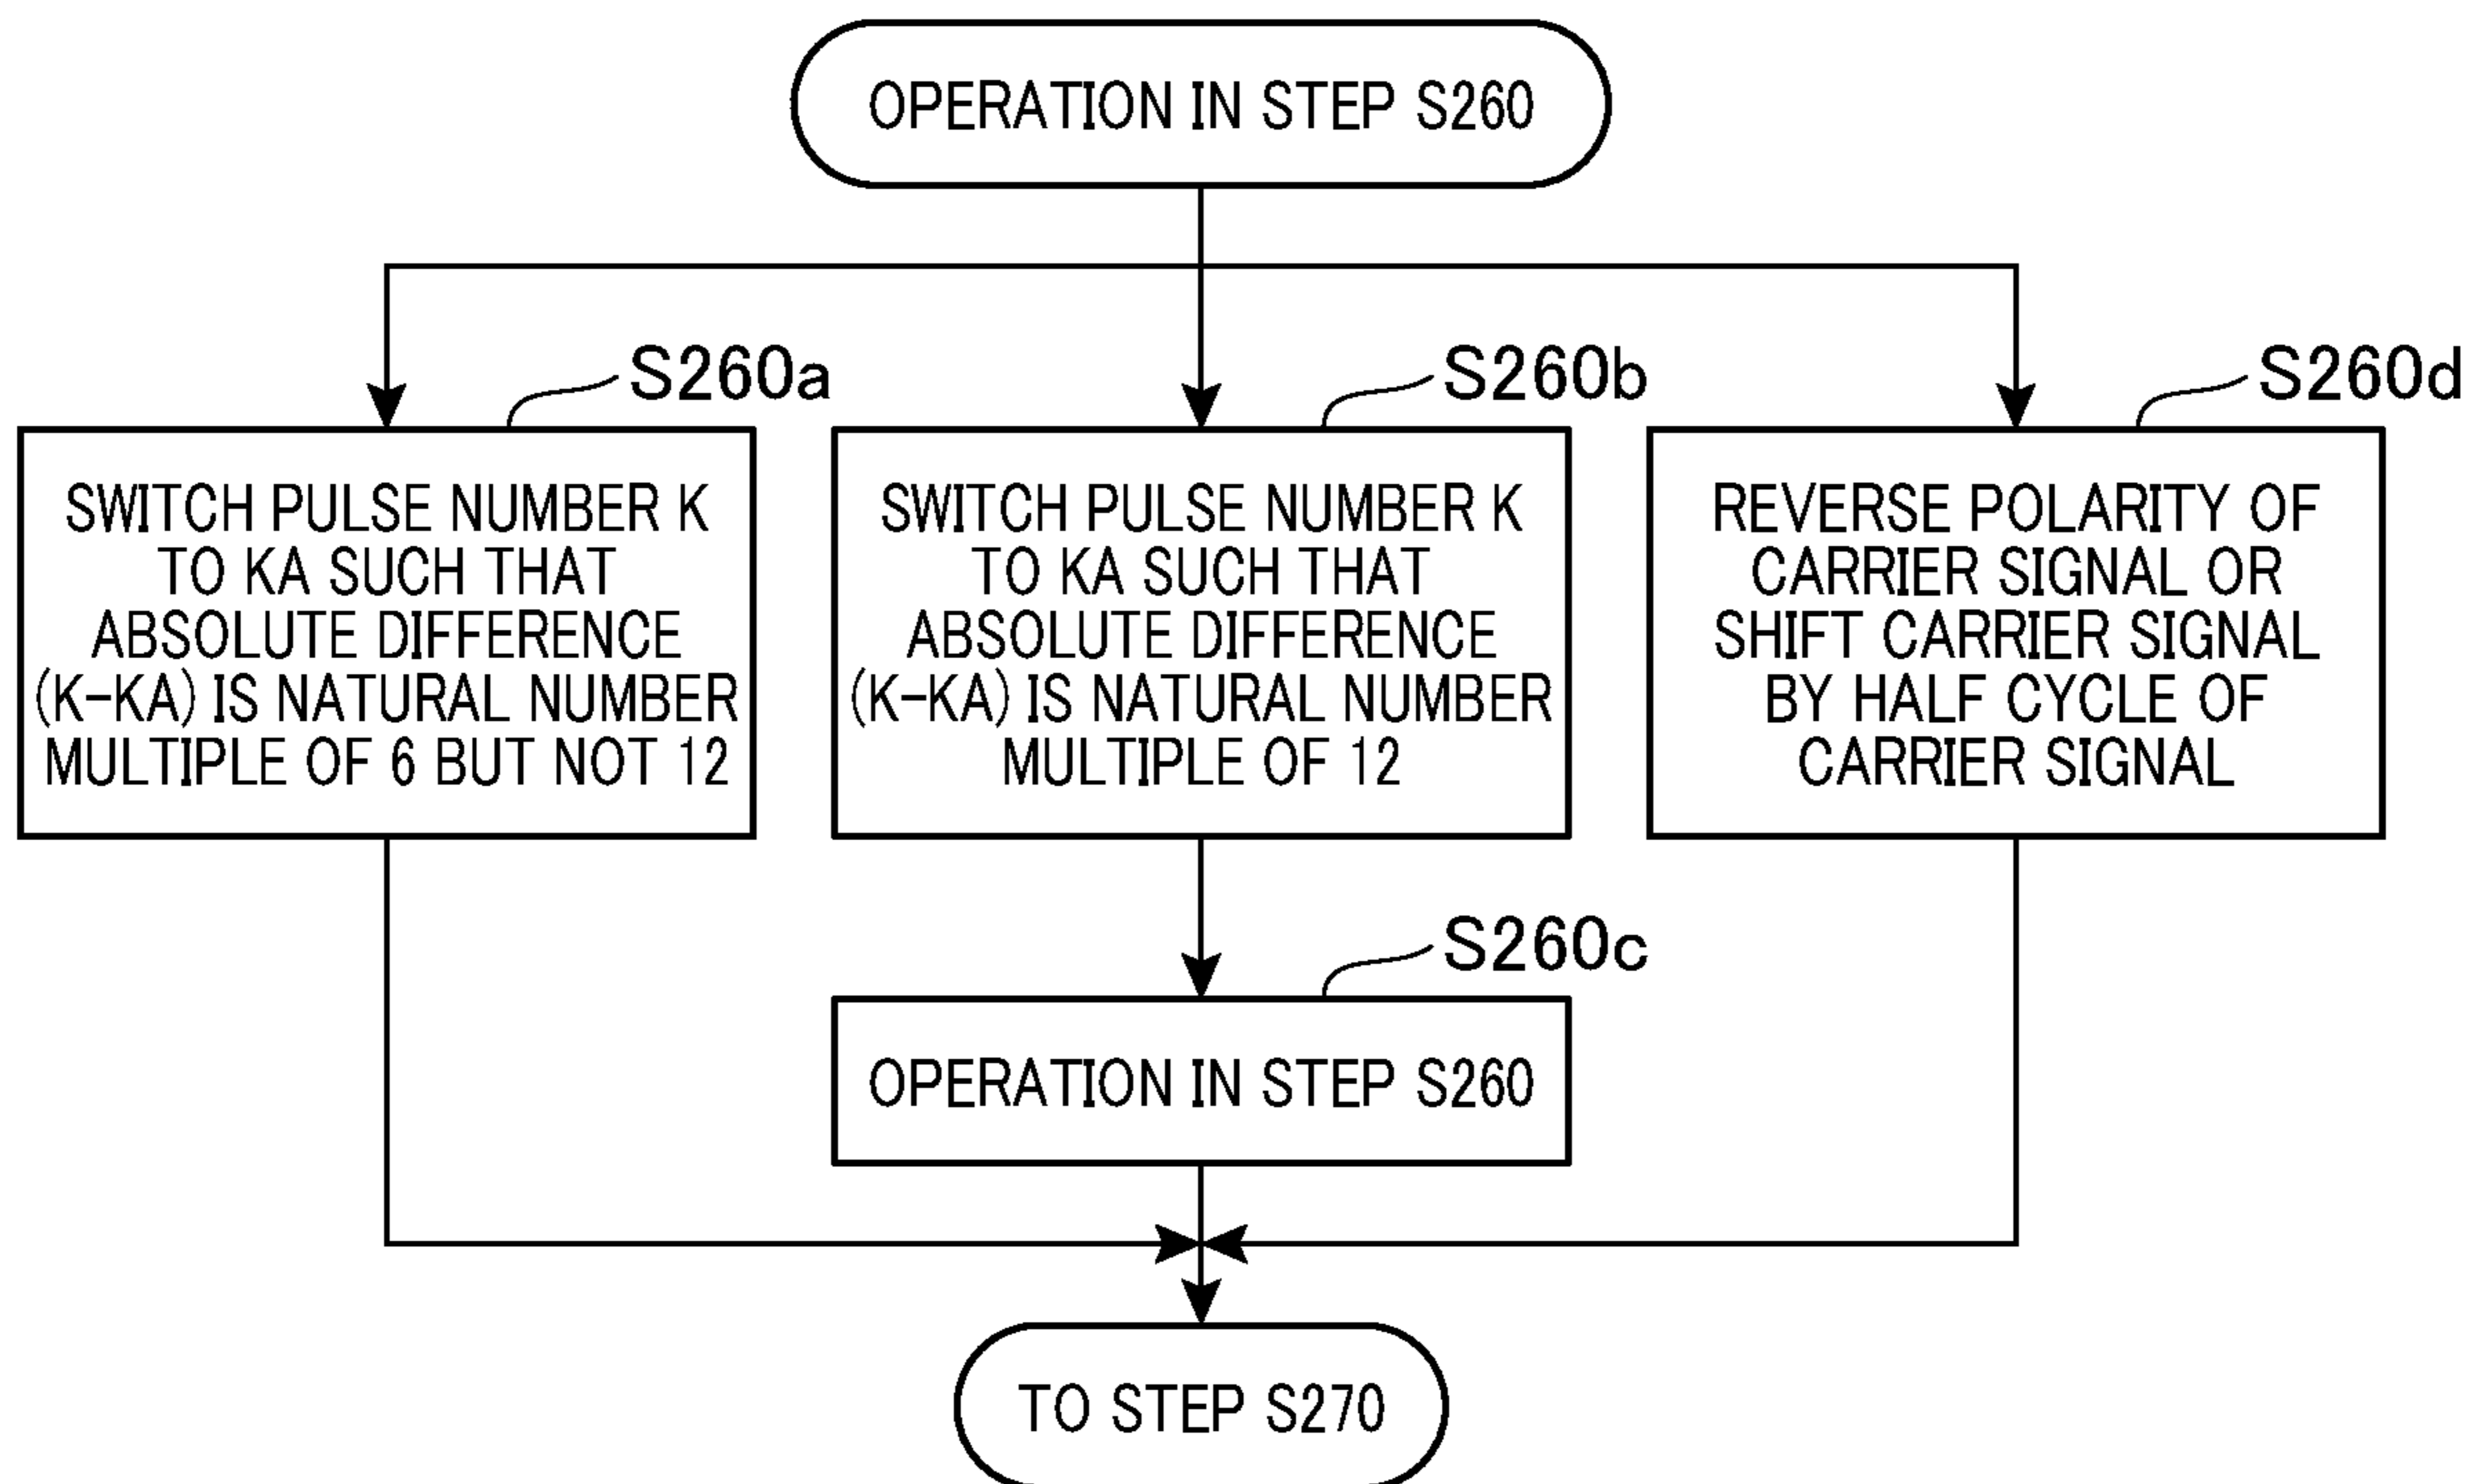 OPERATION IN STEP S260
S260a
SWITCH PULSE NUMBER K
TO KA SUCH THAT
ABSOLUTE DIFFERENCE
(K-KA) IS NATURAL NUMBER
MULTIPLE OF 6 BUT NOT 12
S260b
SWITCH PULSE NUMBER K
TO KA SUCH THAT
ABSOLUTE DIFFERENCE
(K-KA) IS NATURAL NUMBER
MULTIPLE OF 12
S260d
REVERSE POLARITY OF
CARRIER SIGNAL OR
SHIFT CARRIER SIGNAL
BY HALF CYCLE OF
CARRIER SIGNAL
S260c
OPERATION IN STEP S260
TO STEP S270